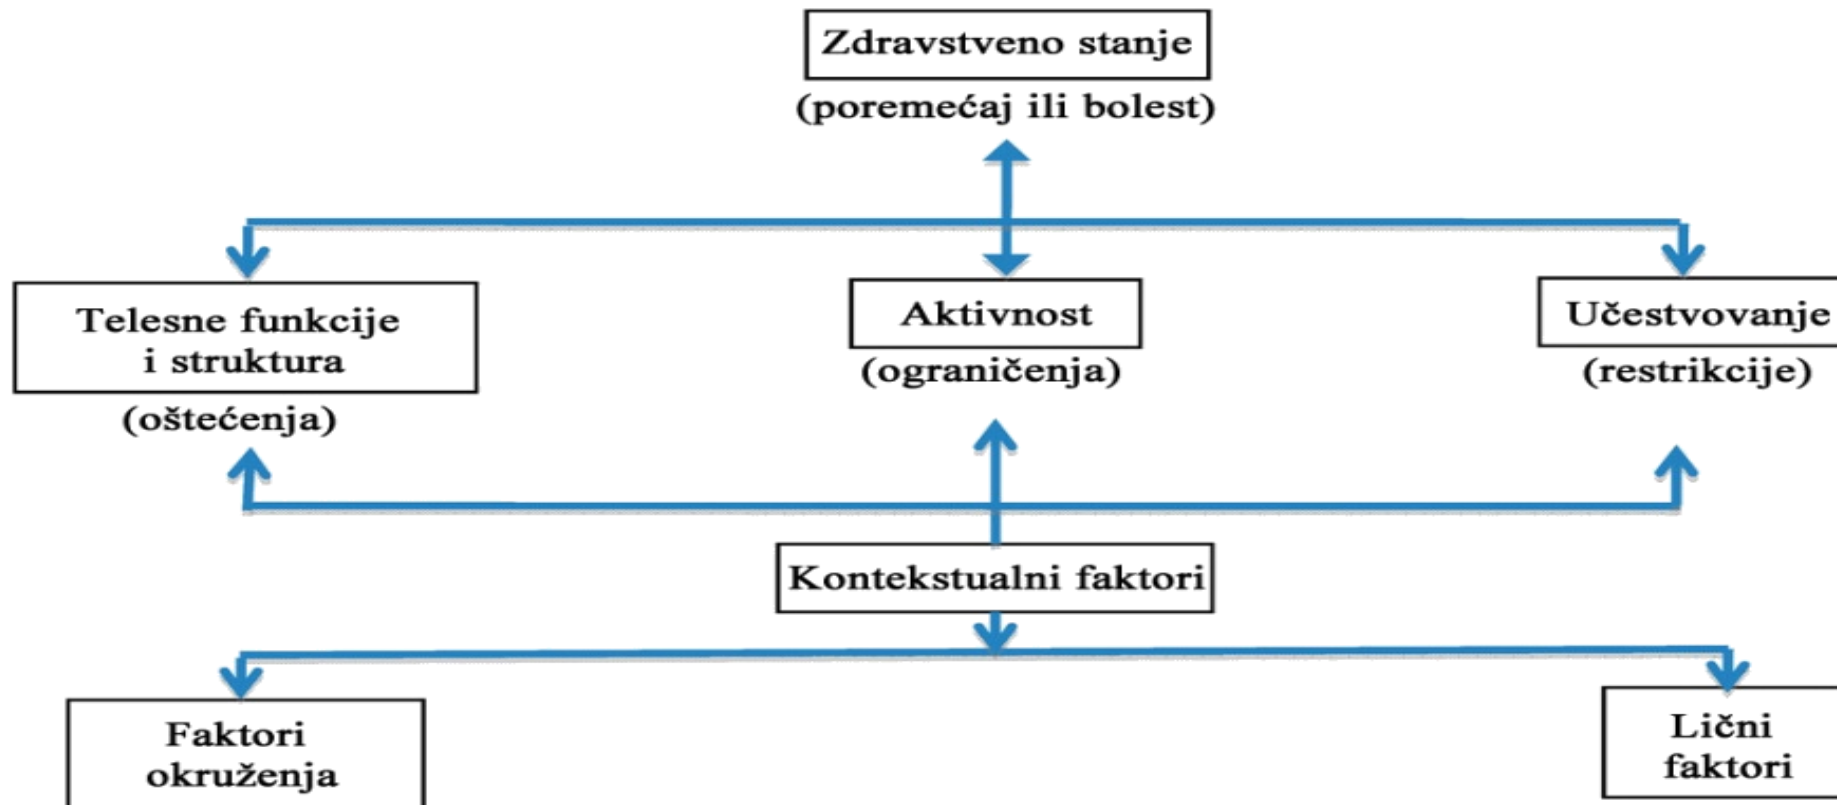 Zdravstveno stanje
(poremećaj ili bolest)
Telesne funkcije
i struktura
(oštećenja)
Aktivnost
(ograničenja)
Učestvovanje
(restrikcije)
Kontekstualni faktori
Faktori
okruženja
Lični
faktori